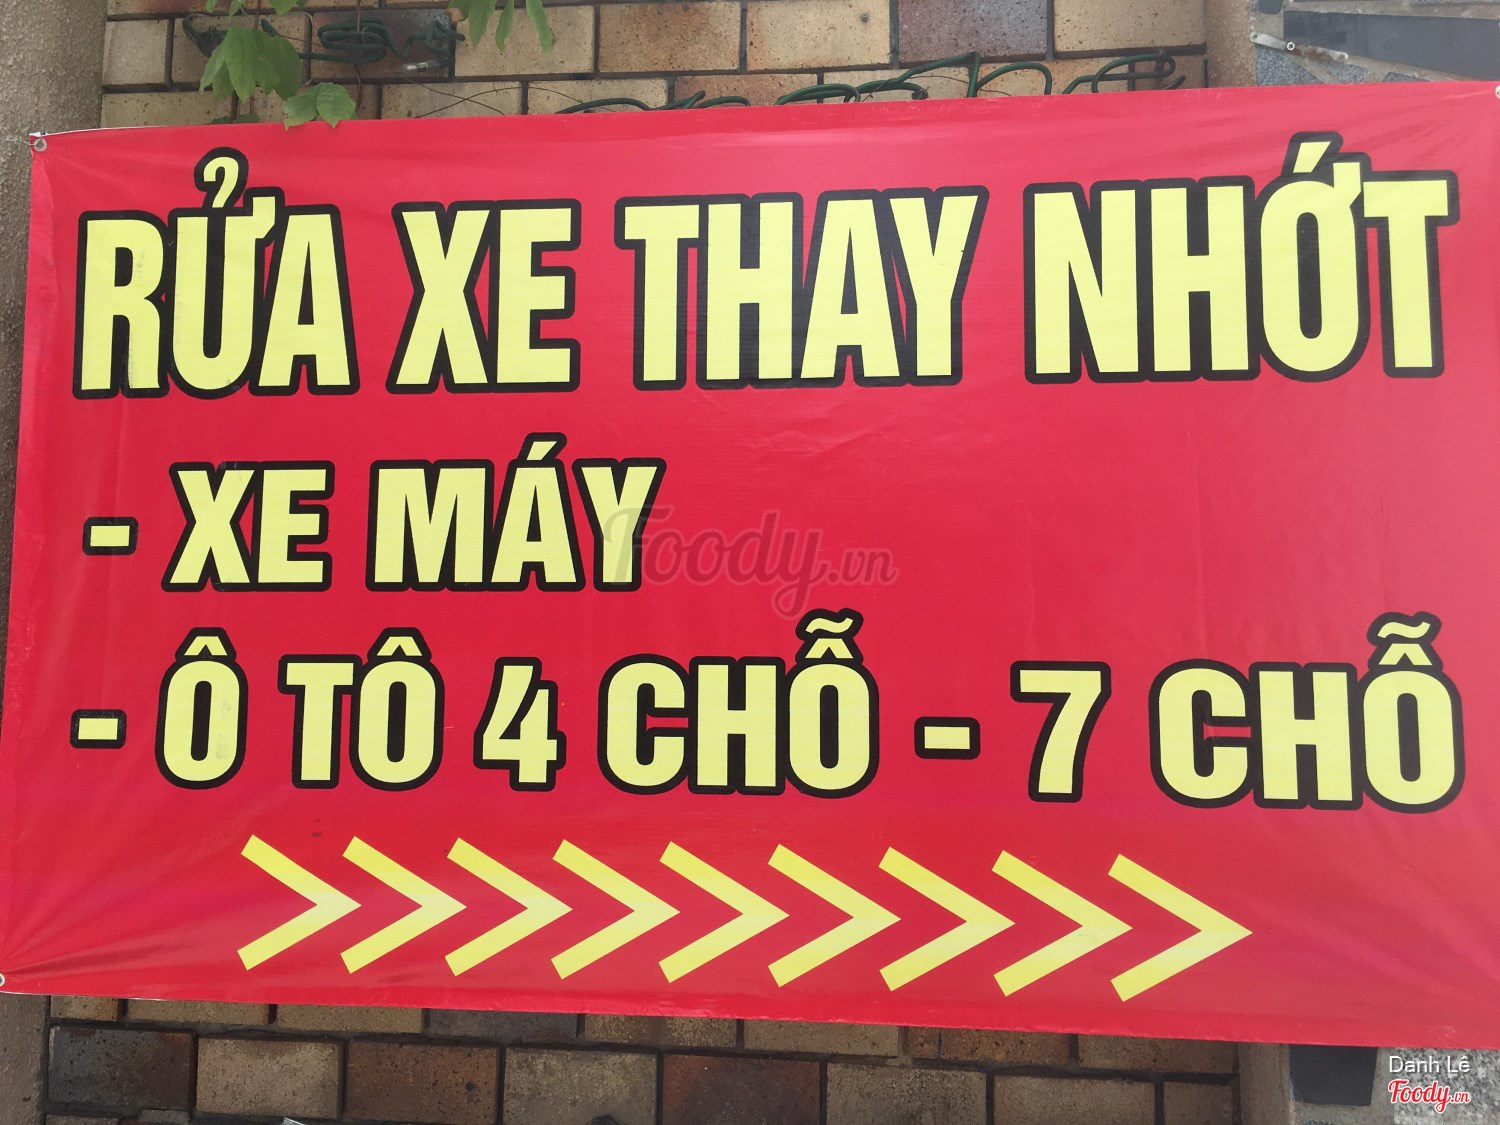 RỬA XE THAY NHỚT
- XE MÁY
Foody.vn
- Ô TÔ 4 CHỖ - 7 CHỖ
Danh Lê
Foody.vn